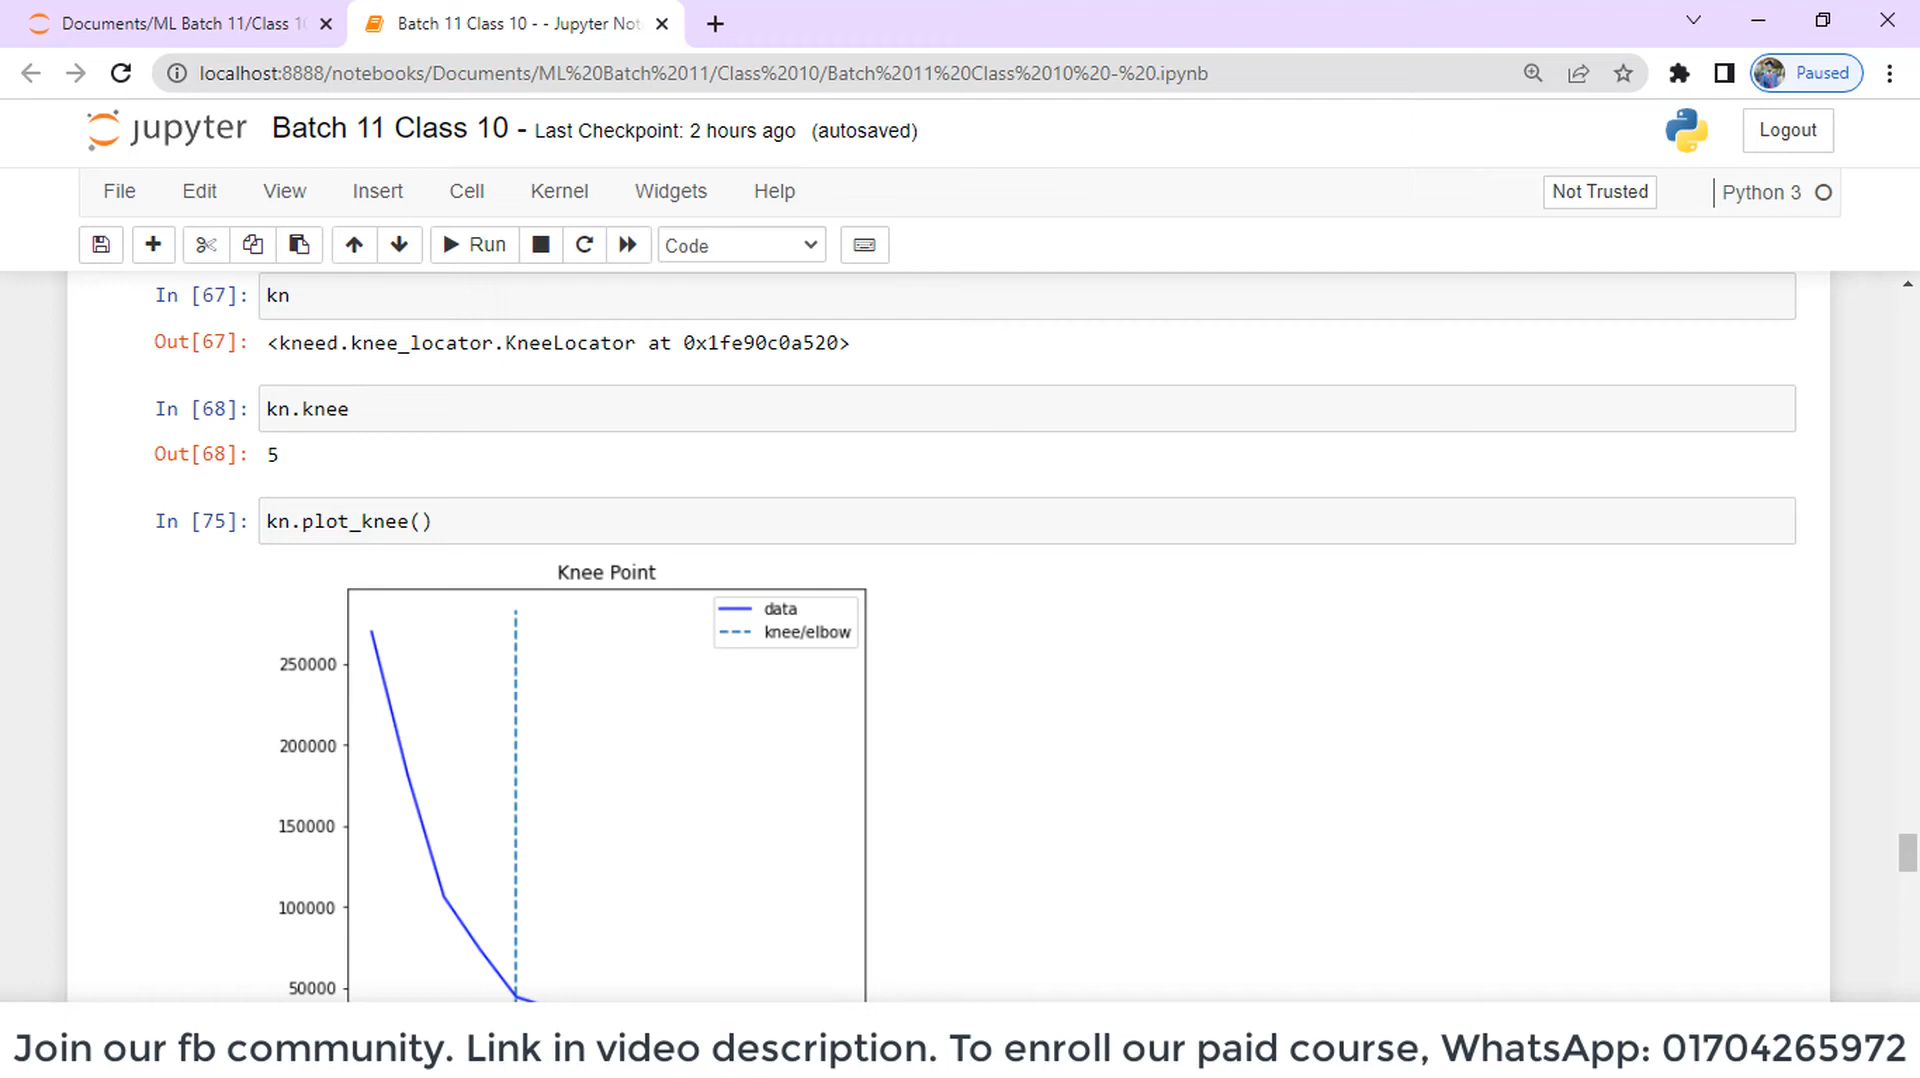 Documents/ML Batch 11/Class 10
Batch 11 Class 10 - - Jupyter Not
localhost:8888/notebooks/Documents/ML%20Batch%2011/Class%2010/Batch%2011%20Class%2010%20-%20.ipynb
Paused
jupyter Batch 11 Class 10 - Last Checkpoint: 2 hours ago (autosaved)
Logout
File Edit View Insert Cell Kernel Widgets Help
Not Trusted
Python 3
Run
Code
In [67]: kn
Out[67]: <kneed.knee_locator.KneeLocator at 0x1fe90c0a520>
In [68]: kn.knee
Out[68]: 5
In [75]: kn.plot_knee()
Knee Point
data
knee/elbow
250000
200000
150000
100000
50000
Join our fb community. Link in video description. To enroll our paid course, WhatsApp: 01704265972